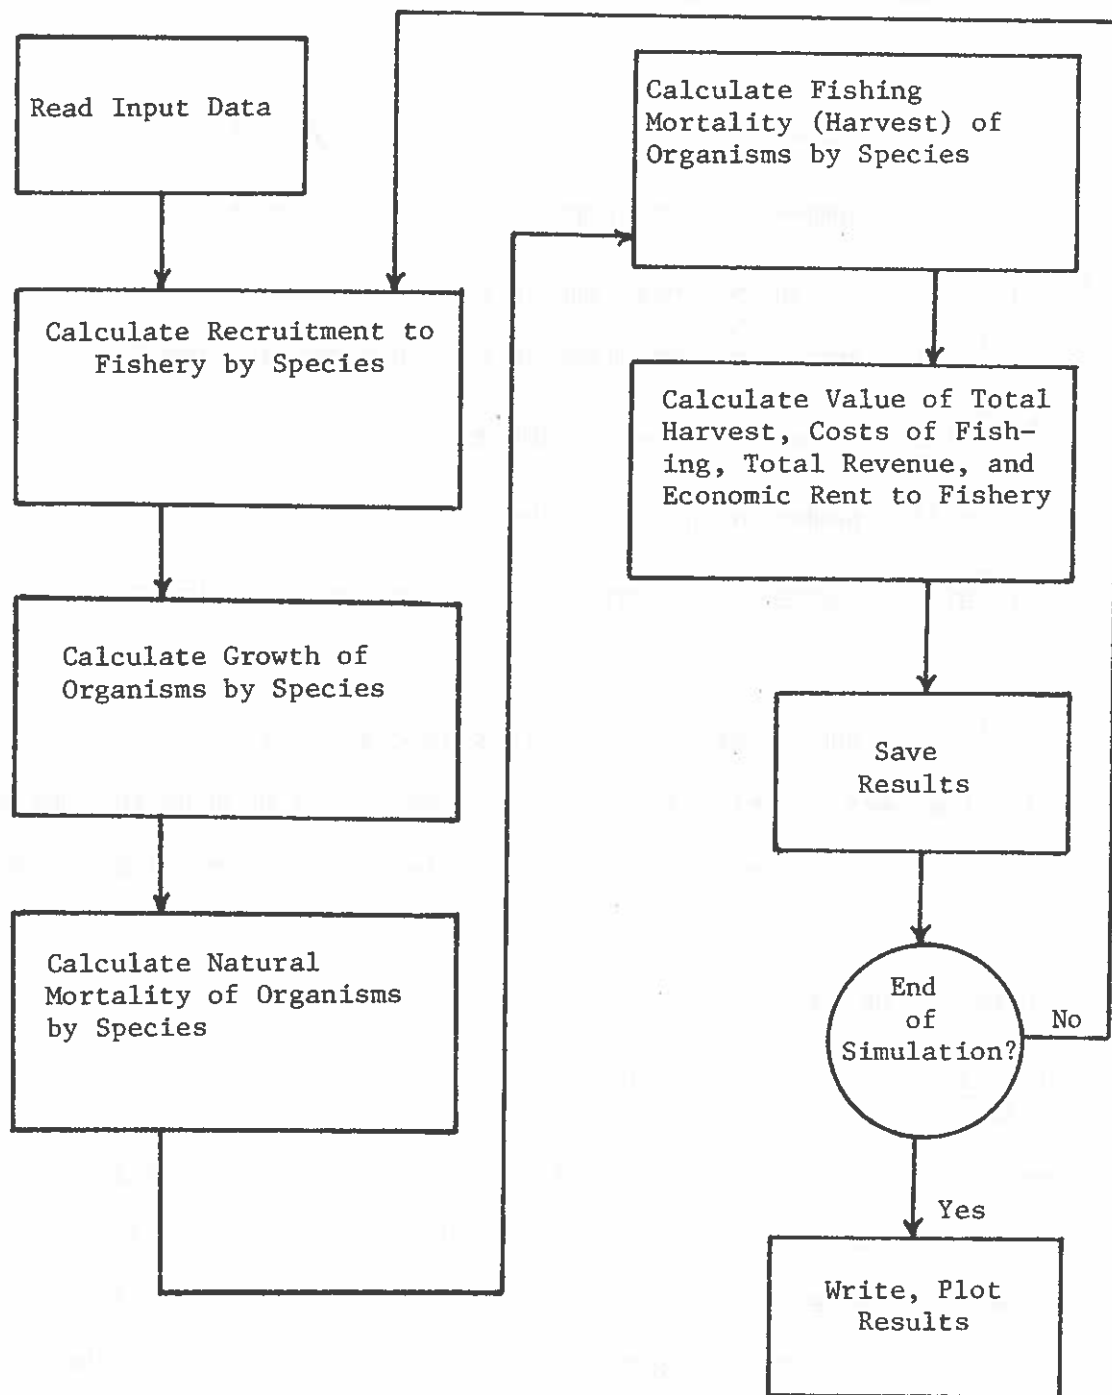 Read Input Data
Calculate Recruitment to
Fishery by Species
Calculate Growth of
Organisms by Species
Calculate Natural
Mortality of Organisms
by Species
Calculate Fishing
Mortality (Harvest) of
Organisms by Species
Calculate Value of Total
Harvest, Costs of Fish-
ing, Total Revenue, and
Economic Rent to Fishery
Save
Results
End
of
Simulation?
No
Yes
Write, Plot
Results